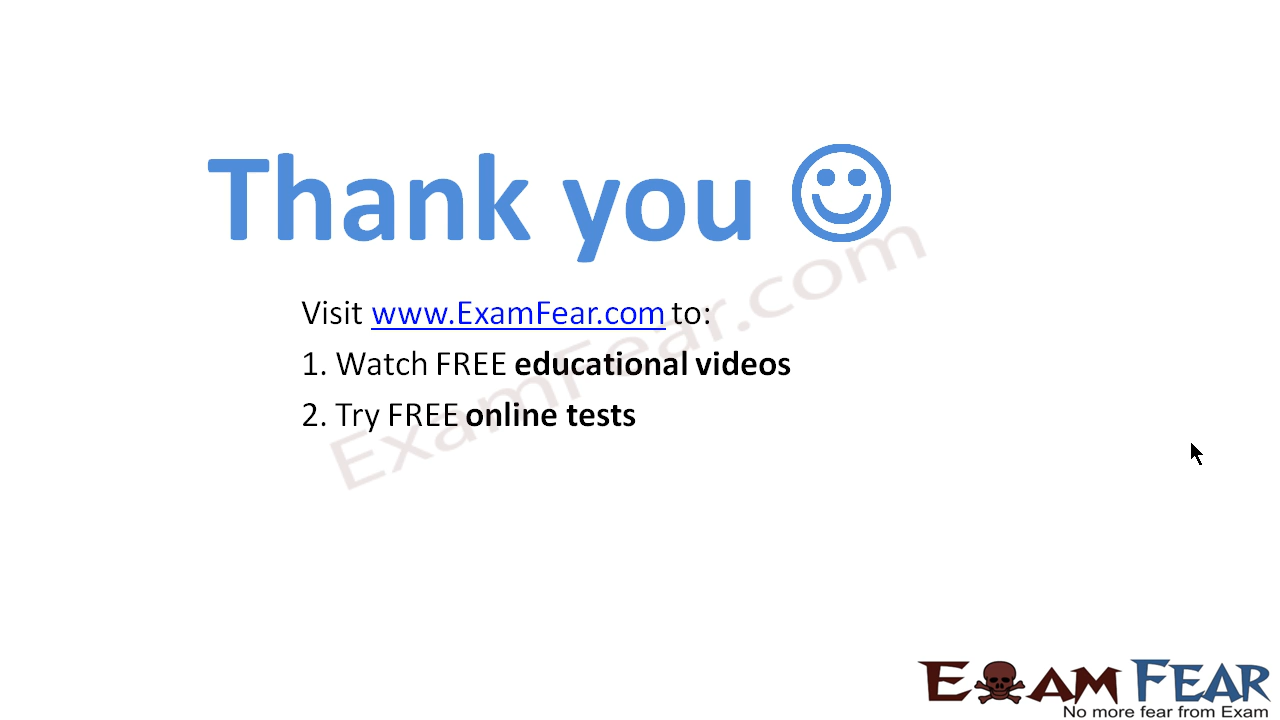 Thank you
Visit www.ExamFear.com to:
1. Watch FREE educational videos
2. Try FREE online tests
ExamFear.com
EXAM FEAR
No more fear from Exam